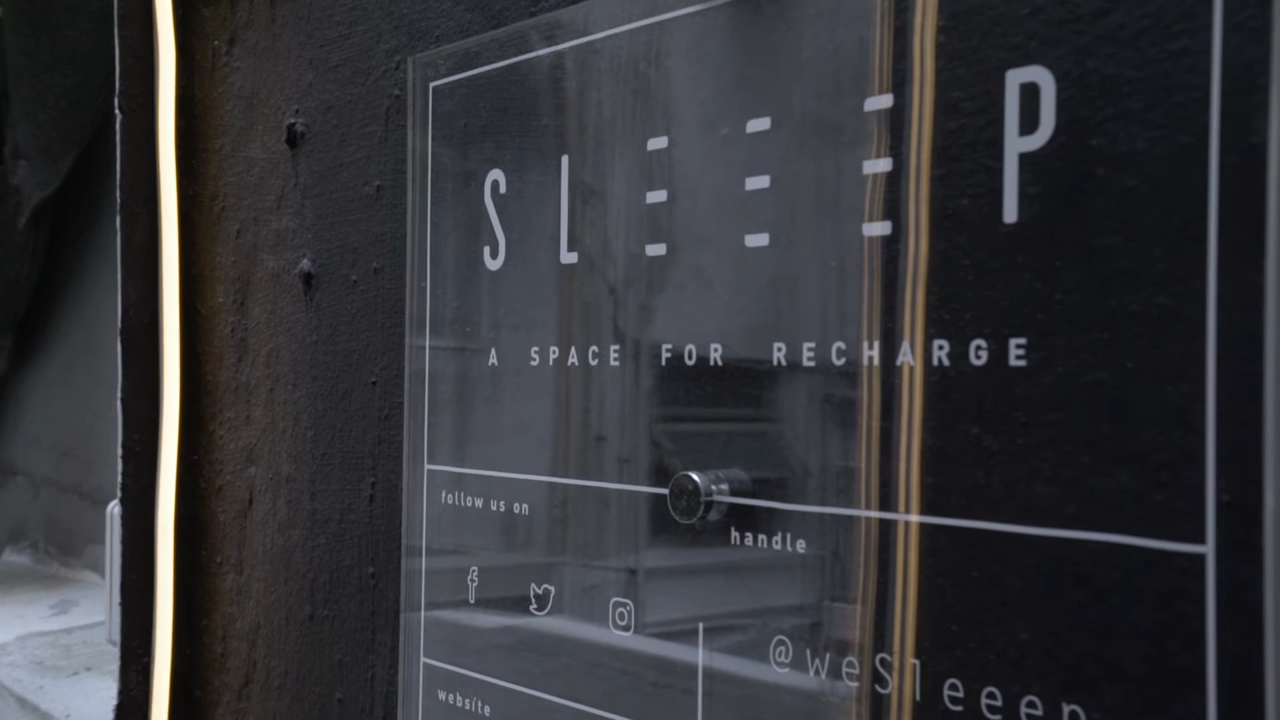 SLEEEP
A SPACE FOR RECHARGE
follow us on
handle
@weSleeep
website